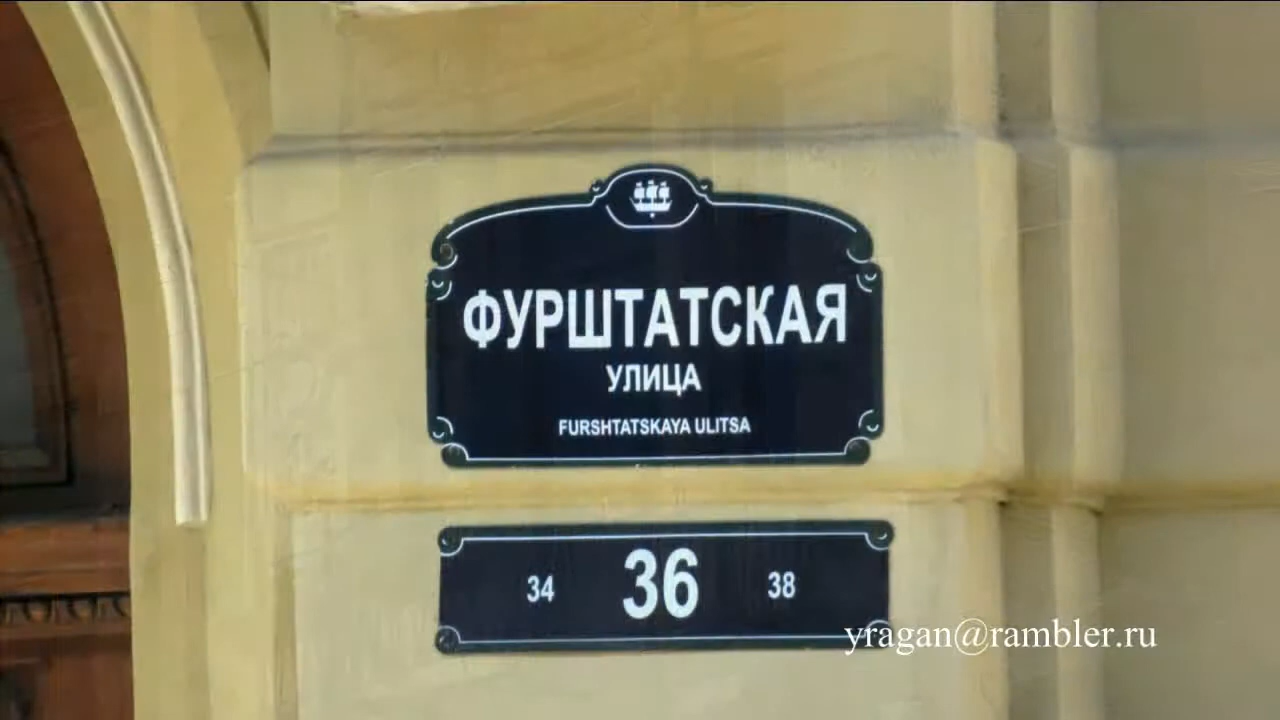 ФУРШТАТСКАЯ
УЛИЦА
FURSHTATSKAYA ULITSA
34 36 38
yragan@rambler.ru